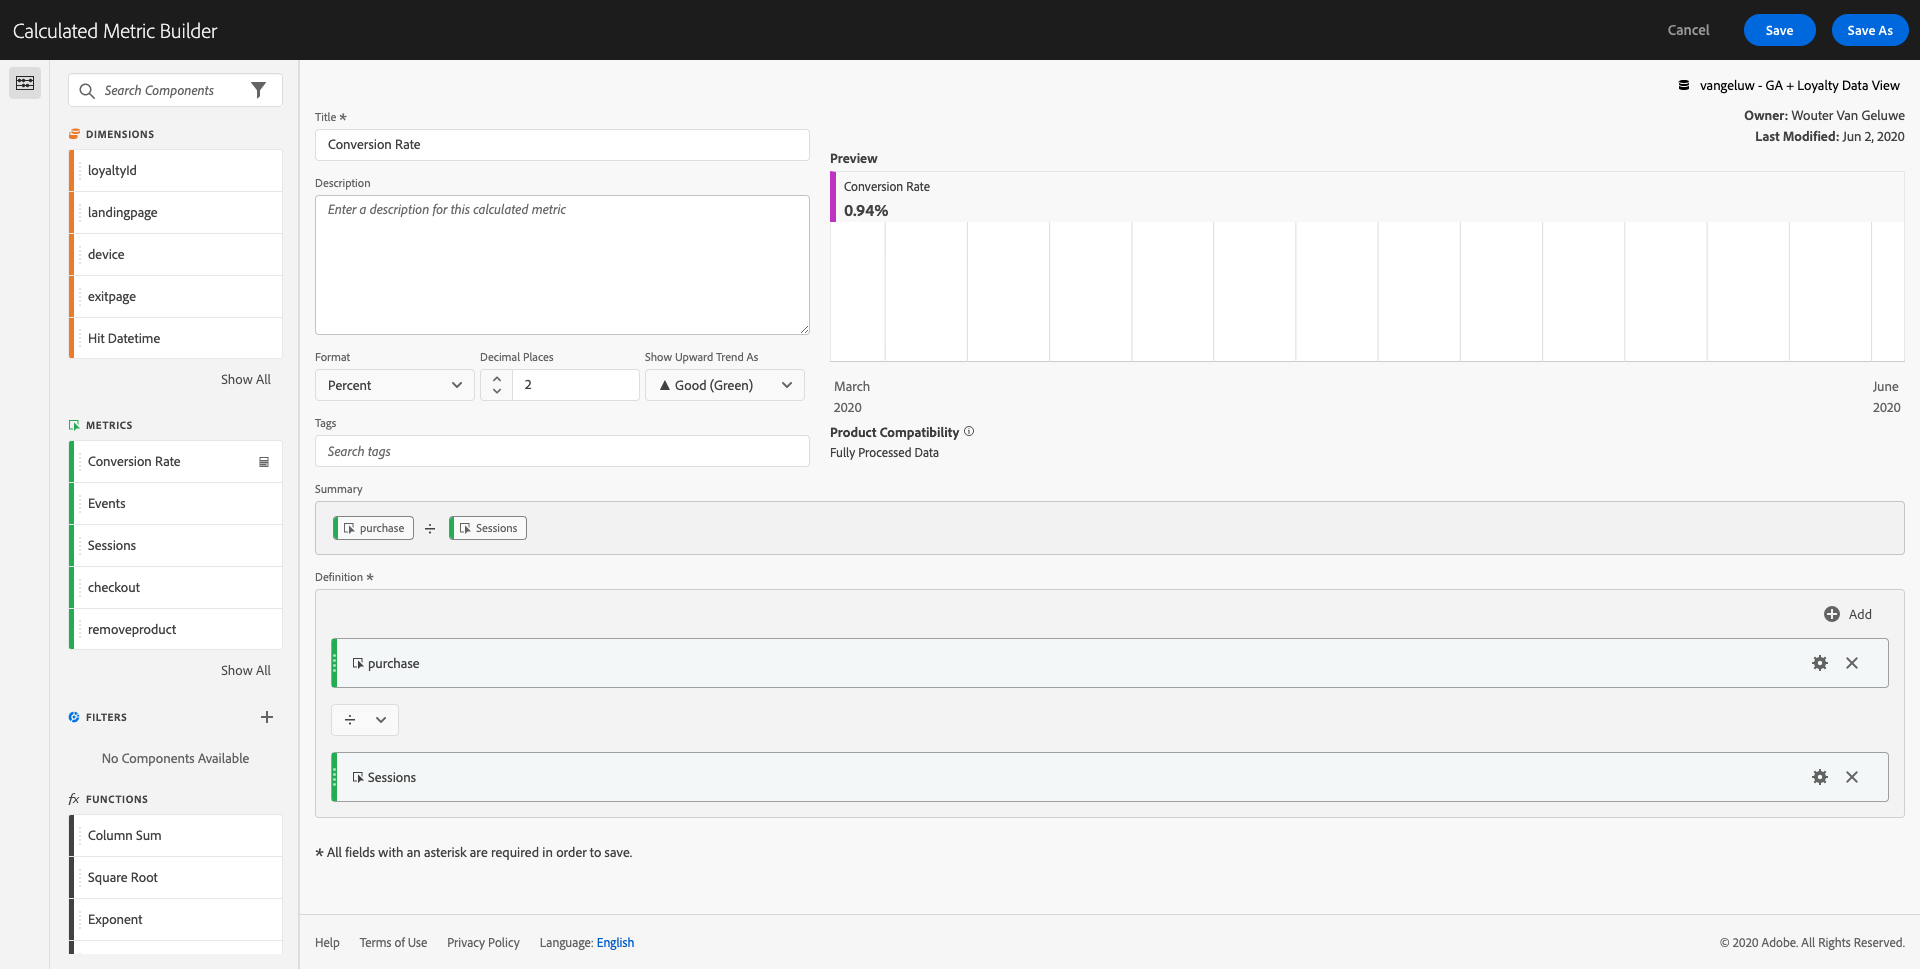 Calculated Metric Builder
Cancel
Save
Save As
Search Components
vangeluw - GA + Loyalty Data View
Owner: Wouter Van Geluwe
Last Modified: Jun 2, 2020
DIMENSIONS
loyaltyId
landingpage
device
exitpage
Hit Datetime
Show All
METRICS
Conversion Rate
Events
Sessions
checkout
removeproduct
Show All
FILTERS
No Components Available
fx FUNCTIONS
Column Sum
Square Root
Exponent
Title *
Conversion Rate
Description
Enter a description for this calculated metric
Format
Percent
Decimal Places
2
Show Upward Trend As
▲ Good (Green)
Tags
Search tags
Preview
Conversion Rate
0.94%
March
2020
June
2020
Product Compatibility
Fully Processed Data
Summary
purchase ÷ Sessions
Definition *
Add
purchase
÷
Sessions
* All fields with an asterisk are required in order to save.
Help Terms of Use Privacy Policy Language: English
© 2020 Adobe. All Rights Reserved.